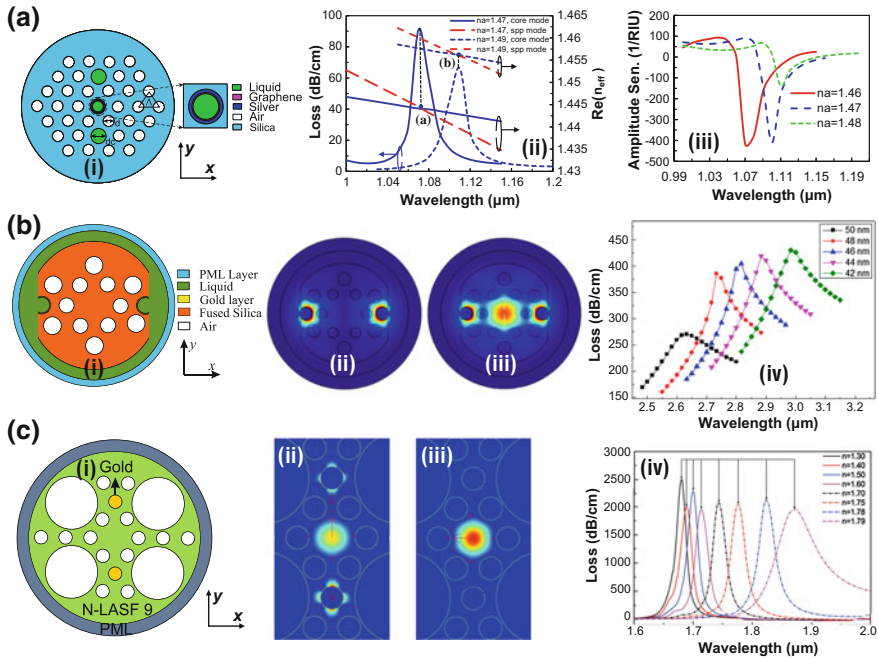 (a)
Liquid
Graphene
Silver
Air
Silica
(i)
y
x
Loss (dB/cm)
100
80
60
40
20
0
na=1.47, core mode
na=1.47, spp mode
na=1.49, core mode
na=1.49, spp mode
(b)
(a)
(ii)
1.465
1.46
1.455
1.45
1.445
1.44
1.435
1.43
Re(neff)
1 1.04 1.08 1.12 1.16 1.2
Wavelength (µm)
Amplitude Sen. (1/RIU)
500
400
300
200
100
0
-100
-200
-300
-400
-500
na=1.46
na=1.47
na=1.48
(iii)
0.99 1.03 1.07 1.11 1.15 1.19
Wavelength (µm)
(b)
PML Layer
Liquid
Gold layer
Fused Silica
Air
(i)
y
x
(ii)
(iii)
Loss (dB/cm)
450
400
350
300
250
200
150
50 nm
48 nm
46 nm
44 nm
42 nm
(iv)
2.5 2.6 2.7 2.8 2.9 3.0 3.1 3.2
Wavelength (µm)
(c)
(i)
Gold
N-LASF 9
PML
y
x
(ii)
(iii)
Loss (dB/cm)
3000
2500
2000
1500
1000
500
0
(iv)
n=1.30
n=1.40
n=1.50
n=1.60
n=1.70
n=1.75
n=1.78
n=1.79
1.6 1.7 1.8 1.9 2.0
Wavelength (µm)